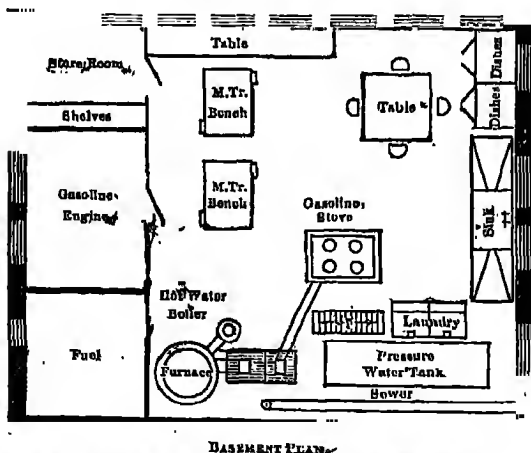 Table
Store Room
M.Tr.
Bench
Table
Dishes
Dishes
Shelves
Gasoline
Engine
M.Tr.
Bench
Gasoline
Stove
Sink
Hot Water
Boiler
Laundry
Fuel
Furnace
Pressure
Water Tank
Sewer
BASEMENT PLAN